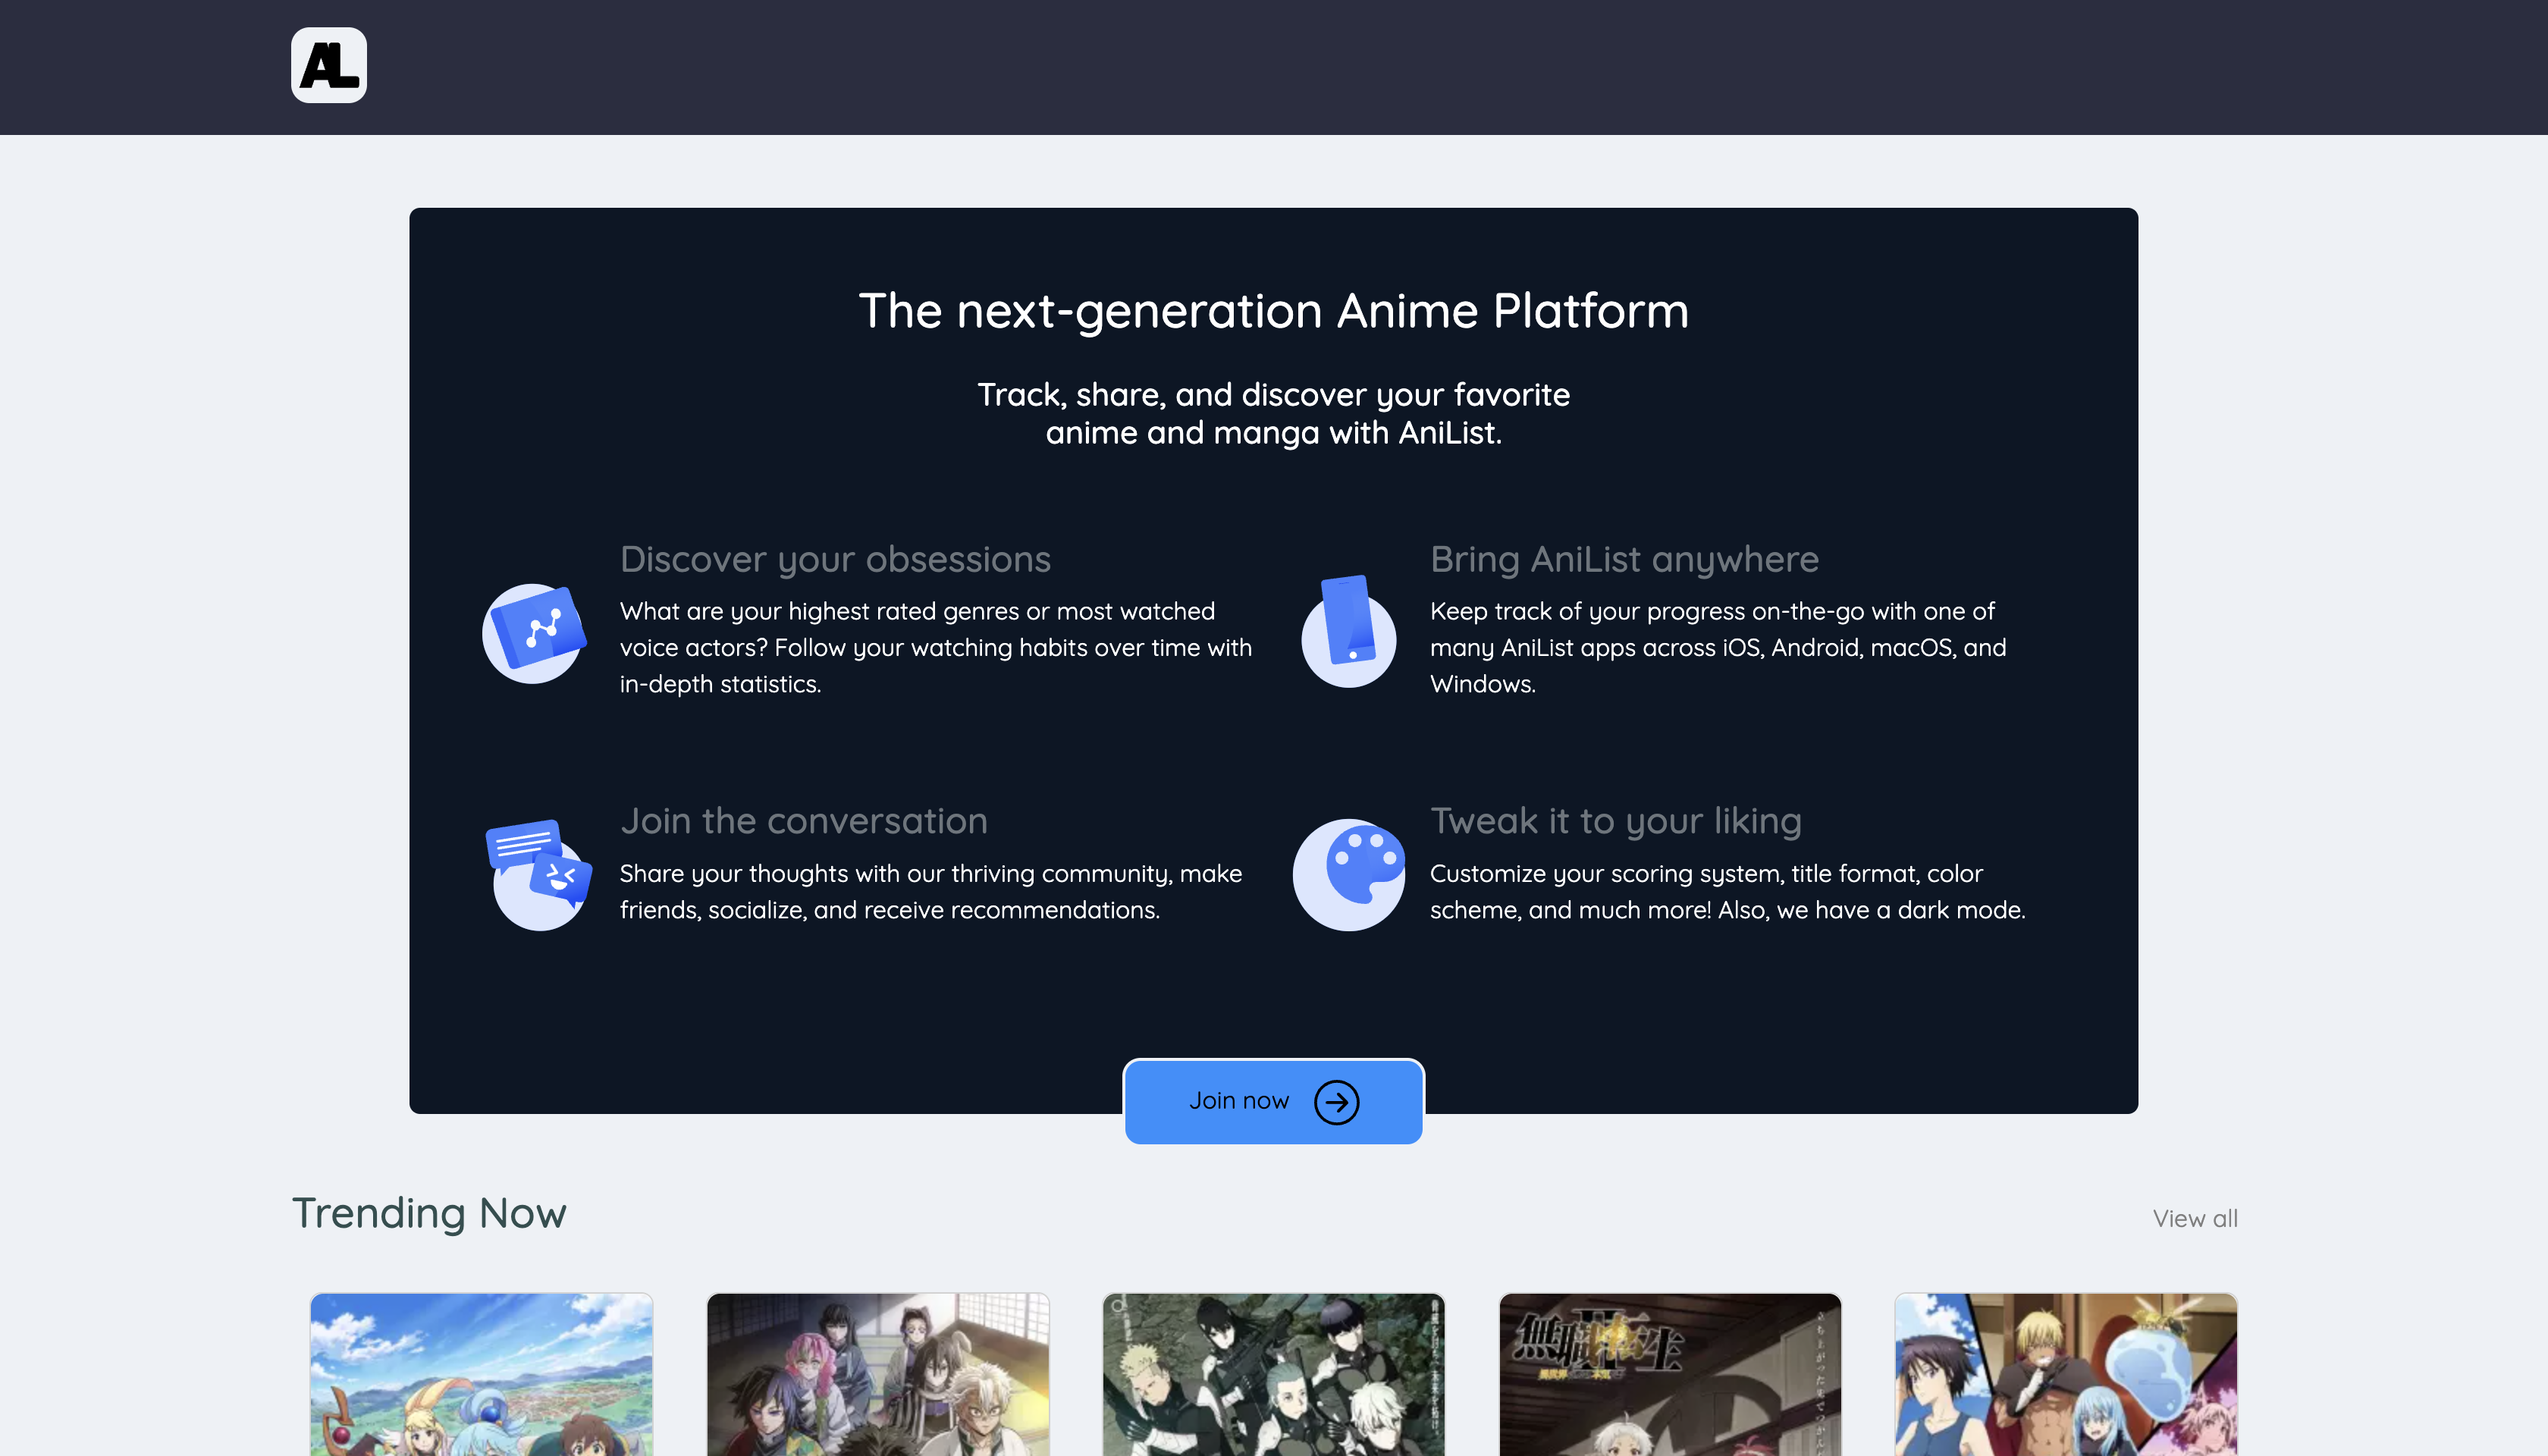 AL
The next-generation Anime Platform
Track, share, and discover your favorite
anime and manga with AniList.
Discover your obsessions
What are your highest rated genres or most watched
voice actors? Follow your watching habits over time with
in-depth statistics.
Bring AniList anywhere
Keep track of your progress on-the-go with one of
many AniList apps across iOS, Android, macOS, and
Windows.
Join the conversation
Share your thoughts with our thriving community, make
friends, socialize, and receive recommendations.
Tweak it to your liking
Customize your scoring system, title format, color
scheme, and much more! Also, we have a dark mode.
Join now
Trending Now
View all
無職転生